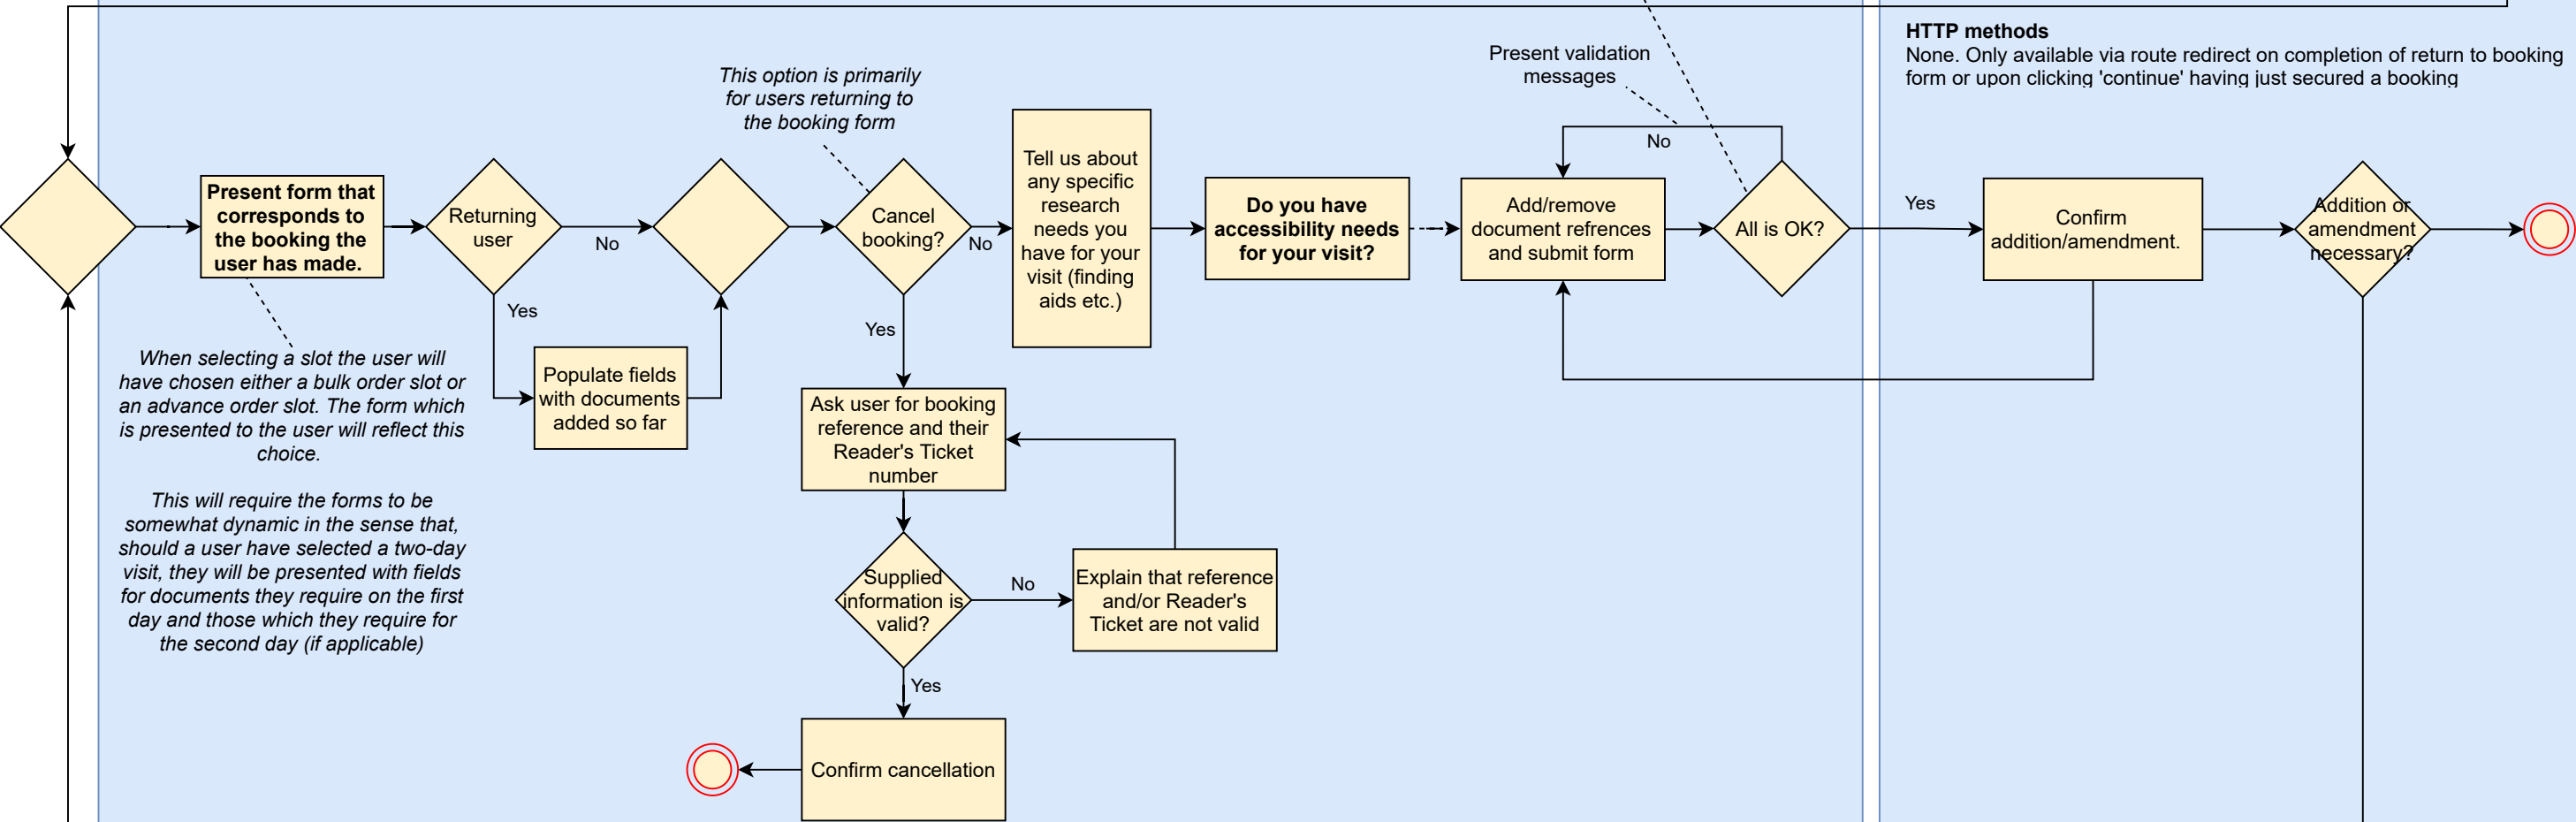 HTTP methods
None. Only available via route redirect on completion of return to booking
form or upon clicking 'continue' having just secured a booking
Present validation
messages
This option is primarily
for users returning to
the booking form
No
Present form that
corresponds to
the booking the
user has made.
Returning
user
No
Yes
Populate fields
with documents
added so far
Cancel
booking?
No
Yes
Tell us about
any specific
research
needs you
have for your
visit (finding
aids etc.)
Do you have
accessibility needs
for your visit?
Add/remove
document refrences
and submit form
All is OK?
Yes
Confirm
addition/amendment.
Addition or
amendment
necessary?
When selecting a slot the user will
have chosen either a bulk order slot or
an advance order slot. The form which
is presented to the user will reflect this
choice.
This will require the forms to be
somewhat dynamic in the sense that,
should a user have selected a two-day
visit, they will be presented with fields
for documents they require on the first
day and those which they require for
the second day (if applicable)
Ask user for booking
reference and their
Reader's Ticket
number
Supplied
information is
valid?
No
Explain that reference
and/or Reader's
Ticket are not valid
Yes
Confirm cancellation